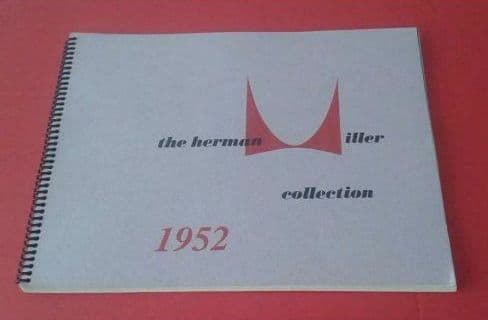 the herman Miller
collection
1952